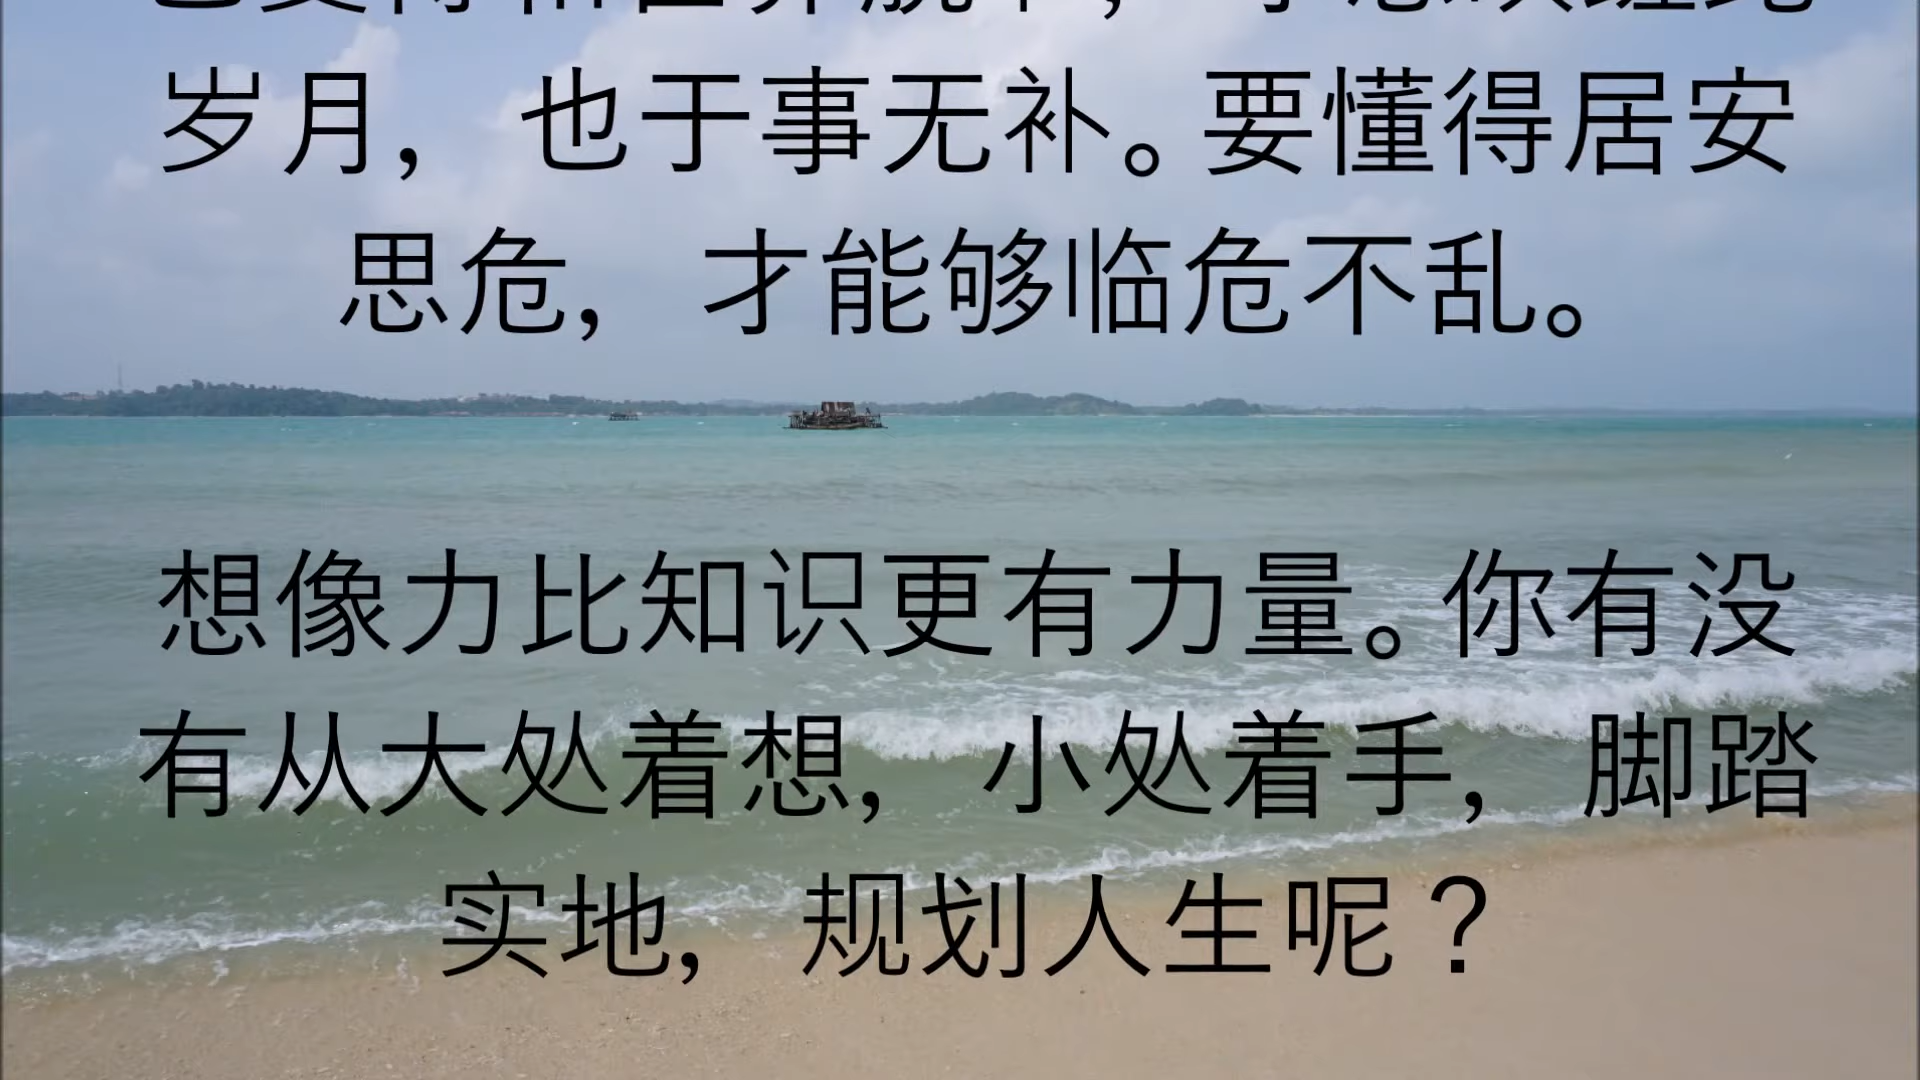 岁月，也于事无补。要懂得居安
思危，才能够临危不乱。
想像力比知识更有力量。你有没
有从大处着想，小处着手，脚踏
实地，规划人生呢？